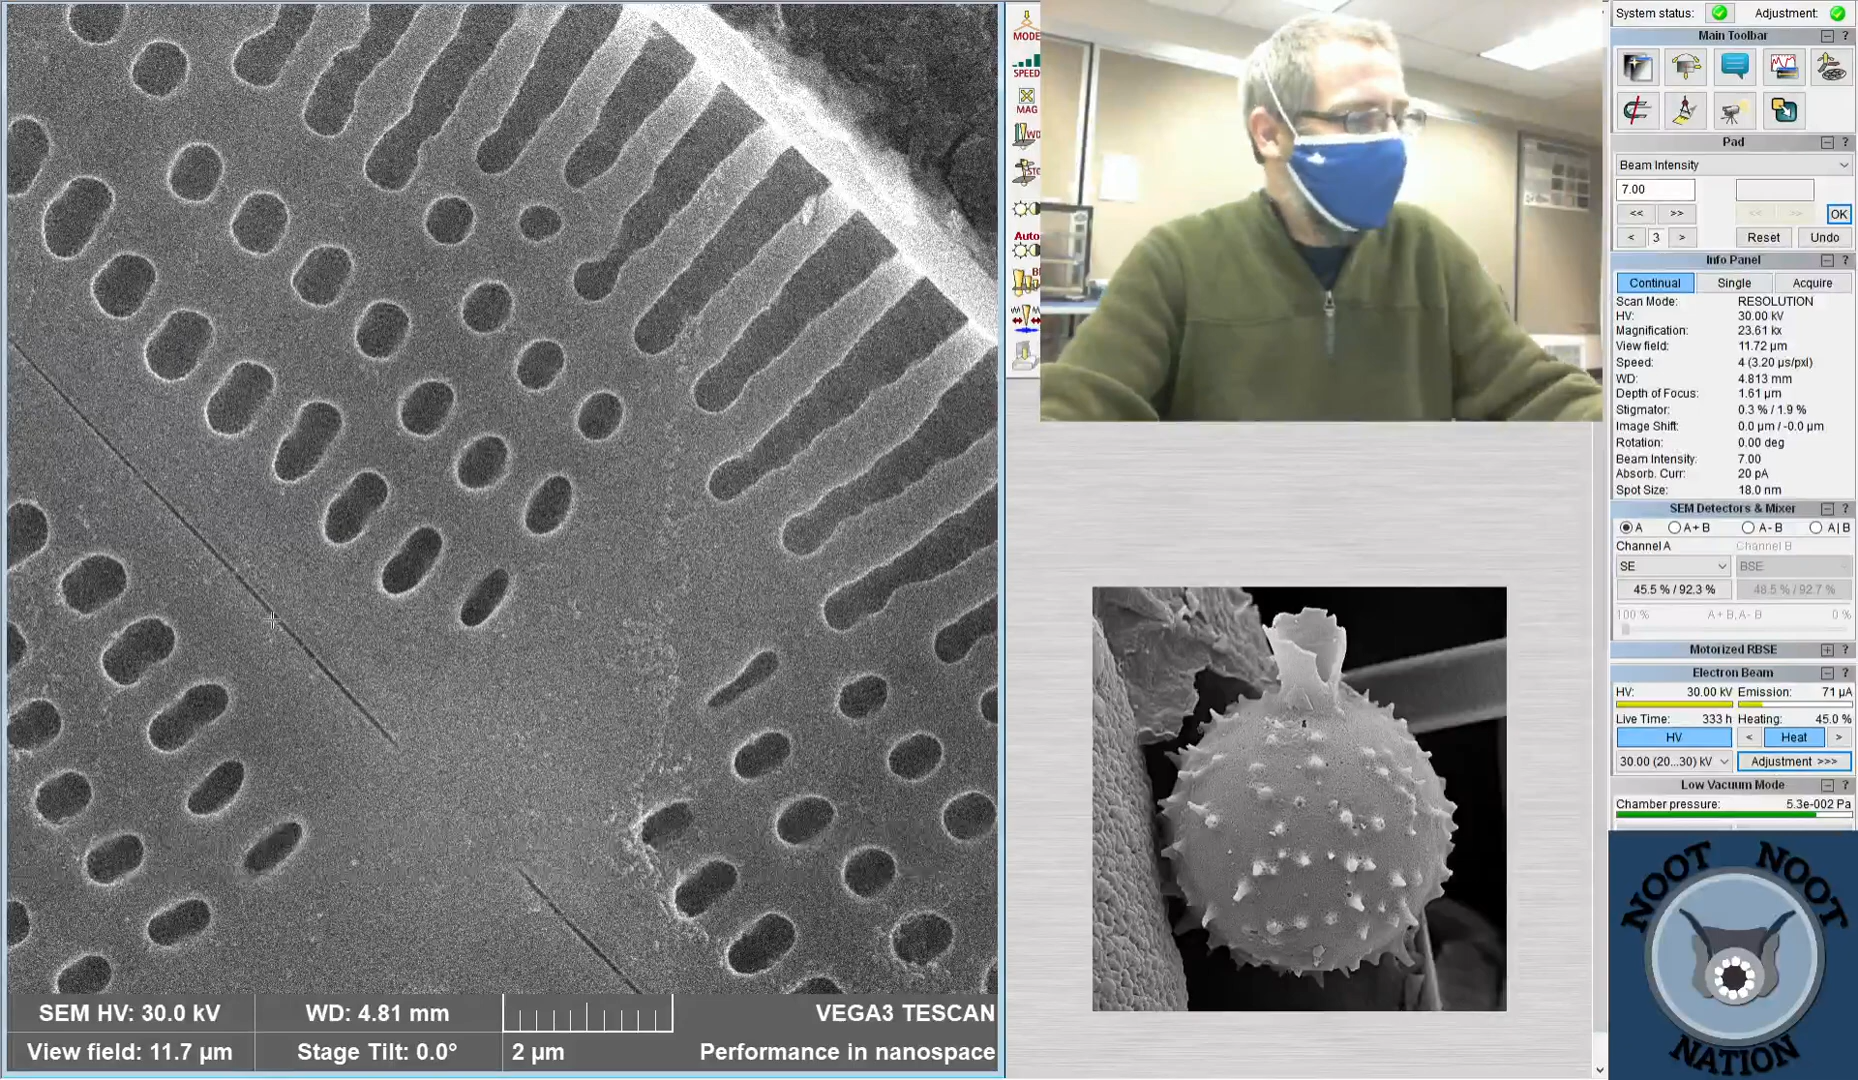 SEM HV: 30.0 kV
WD: 4.81 mm
VEGA3 TESCAN
View field: 11.7 µm
Stage Tilt: 0.0°
2 µm
Performance in nanospace
MODE
SPEED
MAG
WD
STO
Auto
System status:
Adjustment:
Main Toolbar
− ?
Pad
− ?
Beam Intensity
7.00
<< >>
<< >>
OK
< 3 >
Reset
Undo
Info Panel
− ?
Continual
Single
Acquire
Scan Mode: RESOLUTION
HV: 30.00 kV
Magnification: 23.61 kx
View field: 11.72 µm
Speed: 4 (3.20 µs/pxl)
WD: 4.813 mm
Depth of Focus: 1.61 µm
Stigmator: 0.3 % / 1.9 %
Image Shift: 0.0 µm / -0.0 µm
Rotation: 0.00 deg
Beam Intensity: 7.00
Absorb. Curr: 20 pA
Spot Size: 18.0 nm
SEM Detectors & Mixer
− ?
A
A + B
A - B
A | B
Channel A
Channel B
SE
BSE
45.5 % / 92.3 %
48.5 % / 92.7 %
100 %
A + B, A - B
0 %
Motorized RBSE
+ ?
Electron Beam
− ?
HV: 30.00 kV
Emission: 71 µA
Live Time: 333 h
Heating: 45.0 %
HV
< Heat >
30.00 (20...30) kV
Adjustment >>>
Low Vacuum Mode
− ?
Chamber pressure: 5.3e-002 Pa
NOOT NOOT
NATION